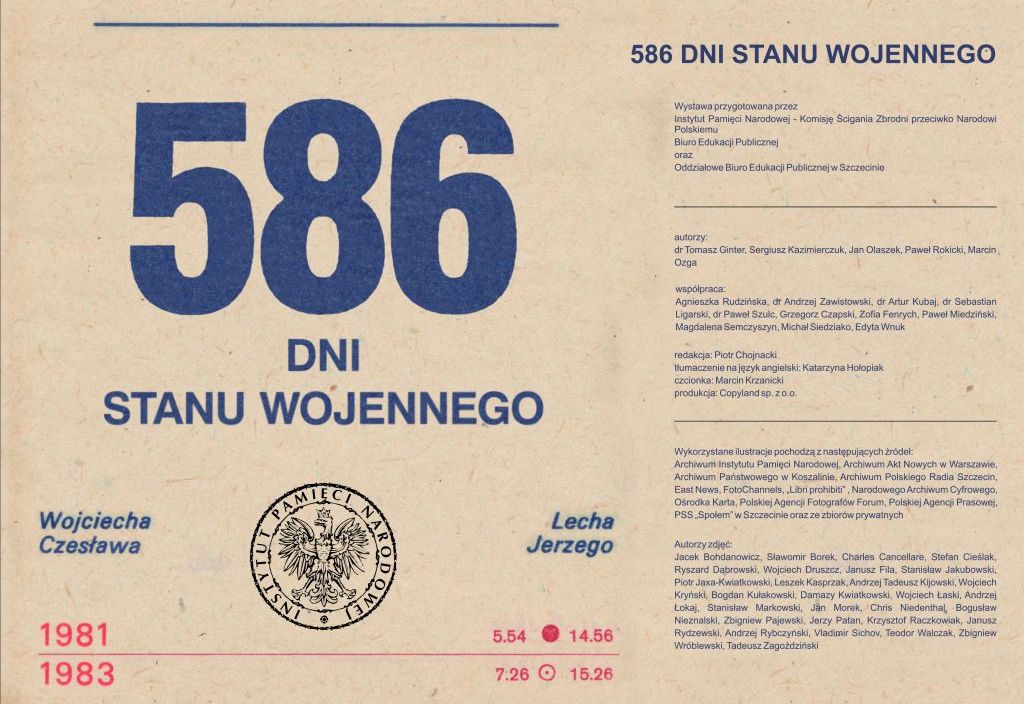 586
DNI
STANU WOJENNEGO
Wojciecha
Czesława
INSTYTUT PAMIĘCI NARODOWEJ
Lecha
Jerzego
1981
5.54 14.56
1983
7:26 15.26
586 DNI STANU WOJENNEGO
Wystawa przygotowana przez
Instytut Pamięci Narodowej - Komisję Ścigania Zbrodni przeciwko Narodowi
Polskiemu
Biuro Edukacji Publicznej
oraz
Oddziałowe Biuro Edukacji Publicznej w Szczecinie
autorzy:
dr Tomasz Ginter, Sergiusz Kazimierczuk, Jan Olaszek, Paweł Rokicki, Marcin
Ozga
współpraca:
Agnieszka Rudzińska, dr Andrzej Zawistowski, dr Artur Kubaj, dr Sebastian
Ligarski, dr Paweł Szulc, Grzegorz Czapski, Zofia Fenrych, Paweł Miedziński,
Magdalena Semczyszyn, Michał Siedziako, Edyta Wnuk
redakcja: Piotr Chojnacki
tłumaczenie na język angielski: Katarzyna Hołopiak
czcionka: Marcin Krzanicki
produkcja: Copyland sp. z o.o.
Wykorzystane ilustracje pochodzą z następujących źródeł:
Archiwum Instytutu Pamięci Narodowej, Archiwum Akt Nowych w Warszawie,
Archiwum Państwowego w Koszalinie, Archiwum Polskiego Radia Szczecin,
East News, FotoChannels, „Libri prohibiti” , Narodowego Archiwum Cyfrowego,
Ośrodka Karta, Polskiej Agencji Fotografów Forum, Polskiej Agencji Prasowej,
PSS „Społem” w Szczecinie oraz ze zbiorów prywatnych
Autorzy zdjęć:
Jacek Bohdanowicz, Sławomir Borek, Charles Cancellare, Stefan Cieślak,
Ryszard Dąbrowski, Wojciech Druszcz, Janusz Fila, Stanisław Jakubowski,
Piotr Jaxa-Kwiatkowski, Leszek Kasprzak, Andrzej Tadeusz Kijowski, Wojciech
Kryński, Bogdan Kułakowski, Damazy Kwiatkowski, Wojciech Łaski, Andrzej
Łokaj, Stanisław Markowski, Jan Morek, Chris Niedenthal, Bogusław
Nieznalski, Zbigniew Pajewski, Jerzy Patan, Krzysztof Raczkowiak, Janusz
Rydzewski, Andrzej Rybczyński, Vladimir Sichov, Teodor Walczak, Zbigniew
Wróblewski, Tadeusz Zagoździński